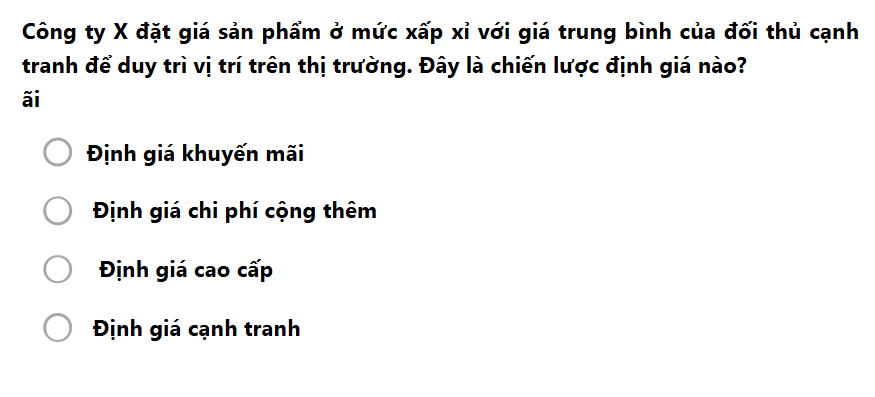 Công ty X đặt giá sản phẩm ở mức xấp xỉ với giá trung bình của đối thủ cạnh
tranh để duy trì vị trí trên thị trường. Đây là chiến lược định giá nào?
ãi
Định giá khuyến mãi
Định giá chi phí cộng thêm
Định giá cao cấp
Định giá cạnh tranh